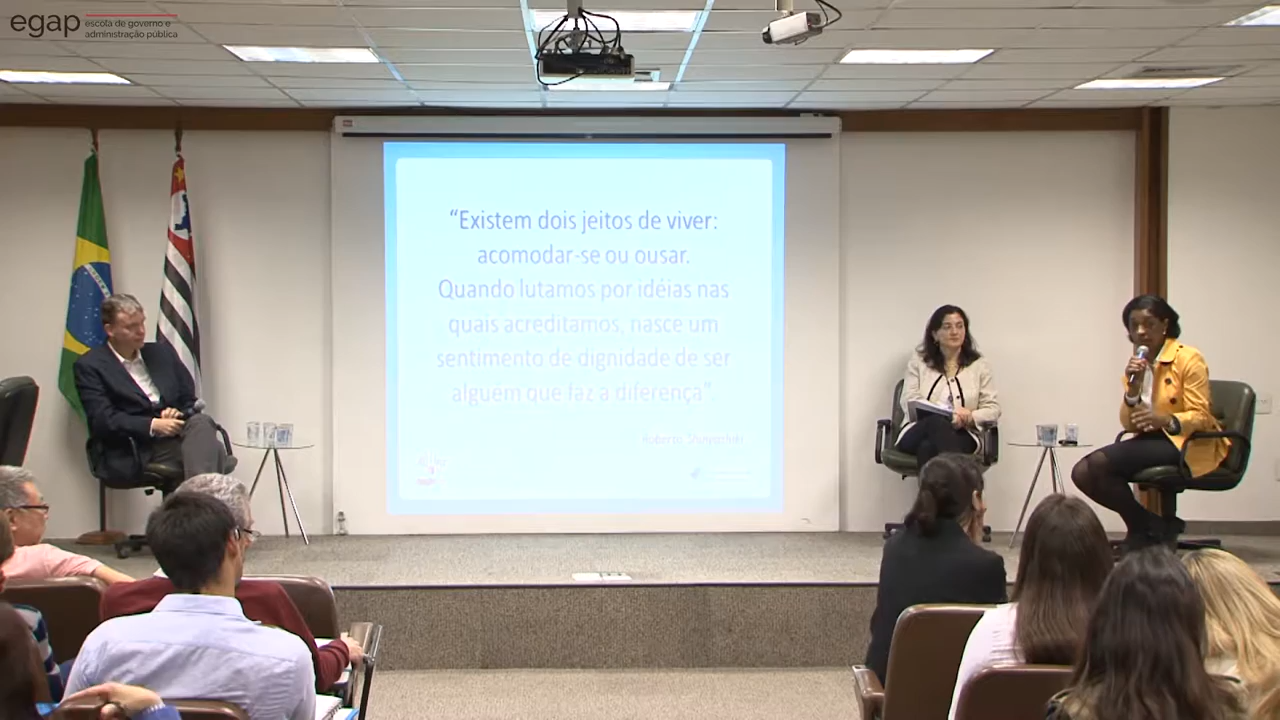 egap
escola de governo e
administração pública
“Existem dois jeitos de viver:
acomodar-se ou ousar.
Quando lutamos por idéias nas
quais acreditamos, nasce um
sentimento de dignidade de ser
alguém que faz a diferença”.
Roberto